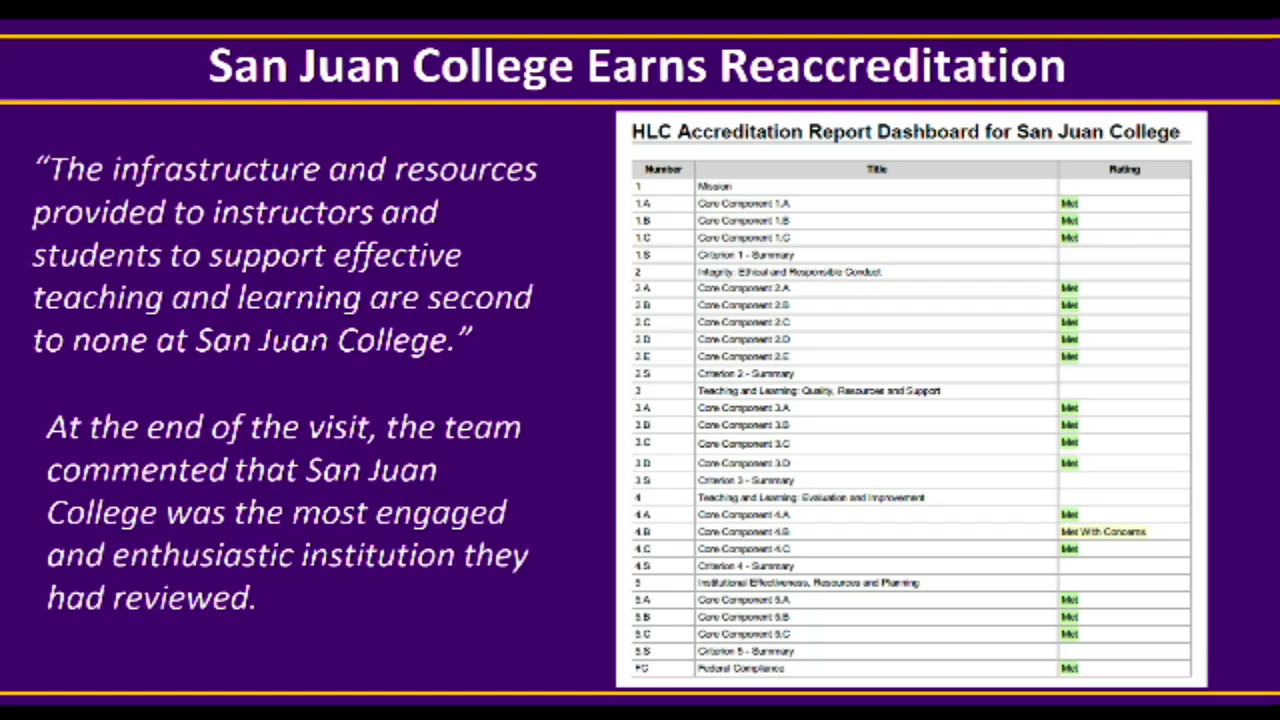 San Juan College Earns Reaccreditation
“The infrastructure and resources
provided to instructors and
students to support effective
teaching and learning are second
to none at San Juan College.”
At the end of the visit, the team
commented that San Juan
College was the most engaged
and enthusiastic institution they
had reviewed.
HLC Accreditation Report Dashboard for San Juan College
Number Title Rating
1 Mission
1.A Core Component 1.A Met
1.B Core Component 1.B Met
1.C Core Component 1.C Met
1.S Criterion 1 - Summary
2 Integrity: Ethical and Responsible Conduct
2.A Core Component 2.A Met
2.B Core Component 2.B Met
2.C Core Component 2.C Met
2.D Core Component 2.D Met
2.E Core Component 2.E Met
2.S Criterion 2 - Summary
3 Teaching and Learning: Quality, Resources and Support
3.A Core Component 3.A Met
3.B Core Component 3.B Met
3.C Core Component 3.C Met
3.D Core Component 3.D Met
3.S Criterion 3 - Summary
4 Teaching and Learning: Evaluation and Improvement
4.A Core Component 4.A Met
4.B Core Component 4.B Met With Concerns
4.C Core Component 4.C Met
4.S Criterion 4 - Summary
5 Institutional Effectiveness, Resources and Planning
5.A Core Component 5.A Met
5.B Core Component 5.B Met
5.C Core Component 5.C Met
5.S Criterion 5 - Summary
FC Federal Compliance Met